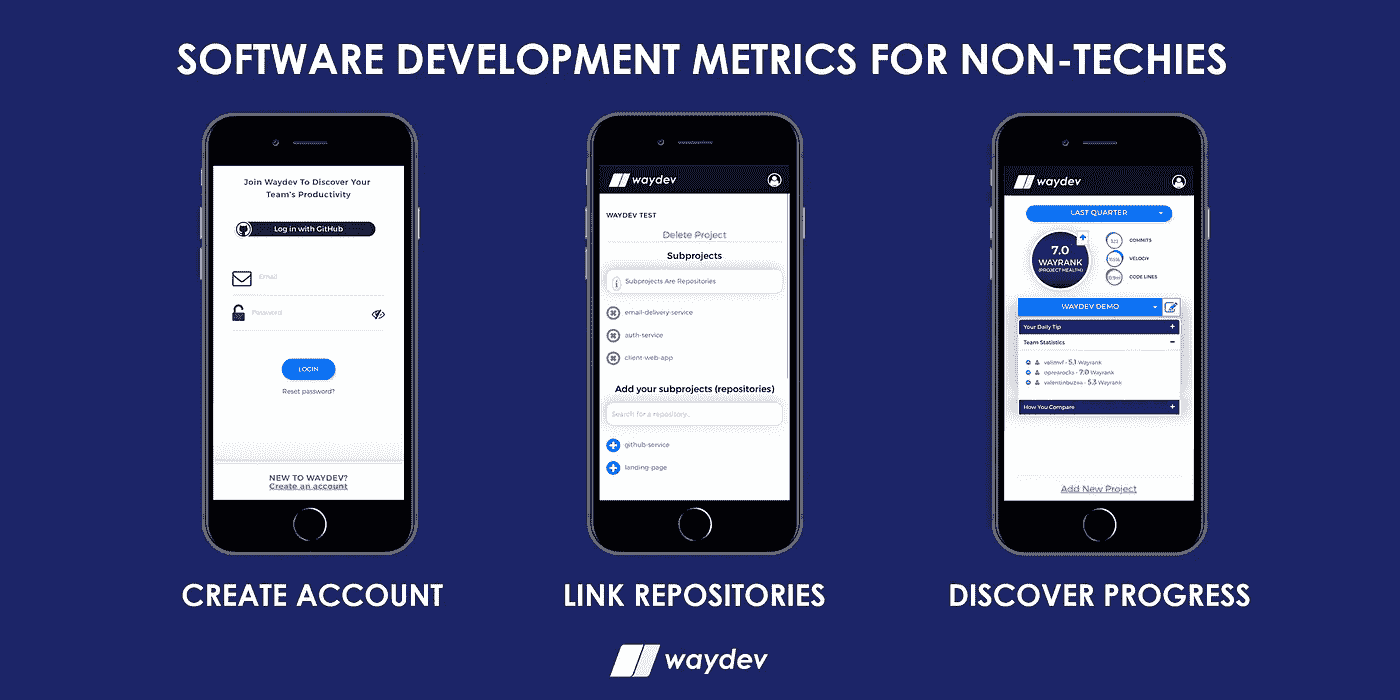 SOFTWARE DEVELOPMENT METRICS FOR NON-TECHIES
Join Waydev To Discover Your
Team's Productivity
Log in with GitHub
Email
Password
LOGIN
Reset password?
NEW TO WAYDEV?
Create an account
CREATE ACCOUNT
waydev
WAYDEV TEST
Delete Project
Subprojects
Subprojects Are Repositories
email-delivery-service
auth-service
client-web-app
Add your subprojects (repositories)
Search for a repository..
github-service
landing-page
LINK REPOSITORIES
waydev
LAST QUARTER
7.0
WAYRANK
(PROJECT HEALTH)
COMMITS
VELOCITY
CODE LINES
WAYDEV DEMO
Your Daily Tip
Team Statistics
valimvf - 5.1 Wayrank
oprearocks - 7.0 Wayrank
valentinbuzea - 5.3 Wayrank
How You Compare
Add New Project
DISCOVER PROGRESS
waydev